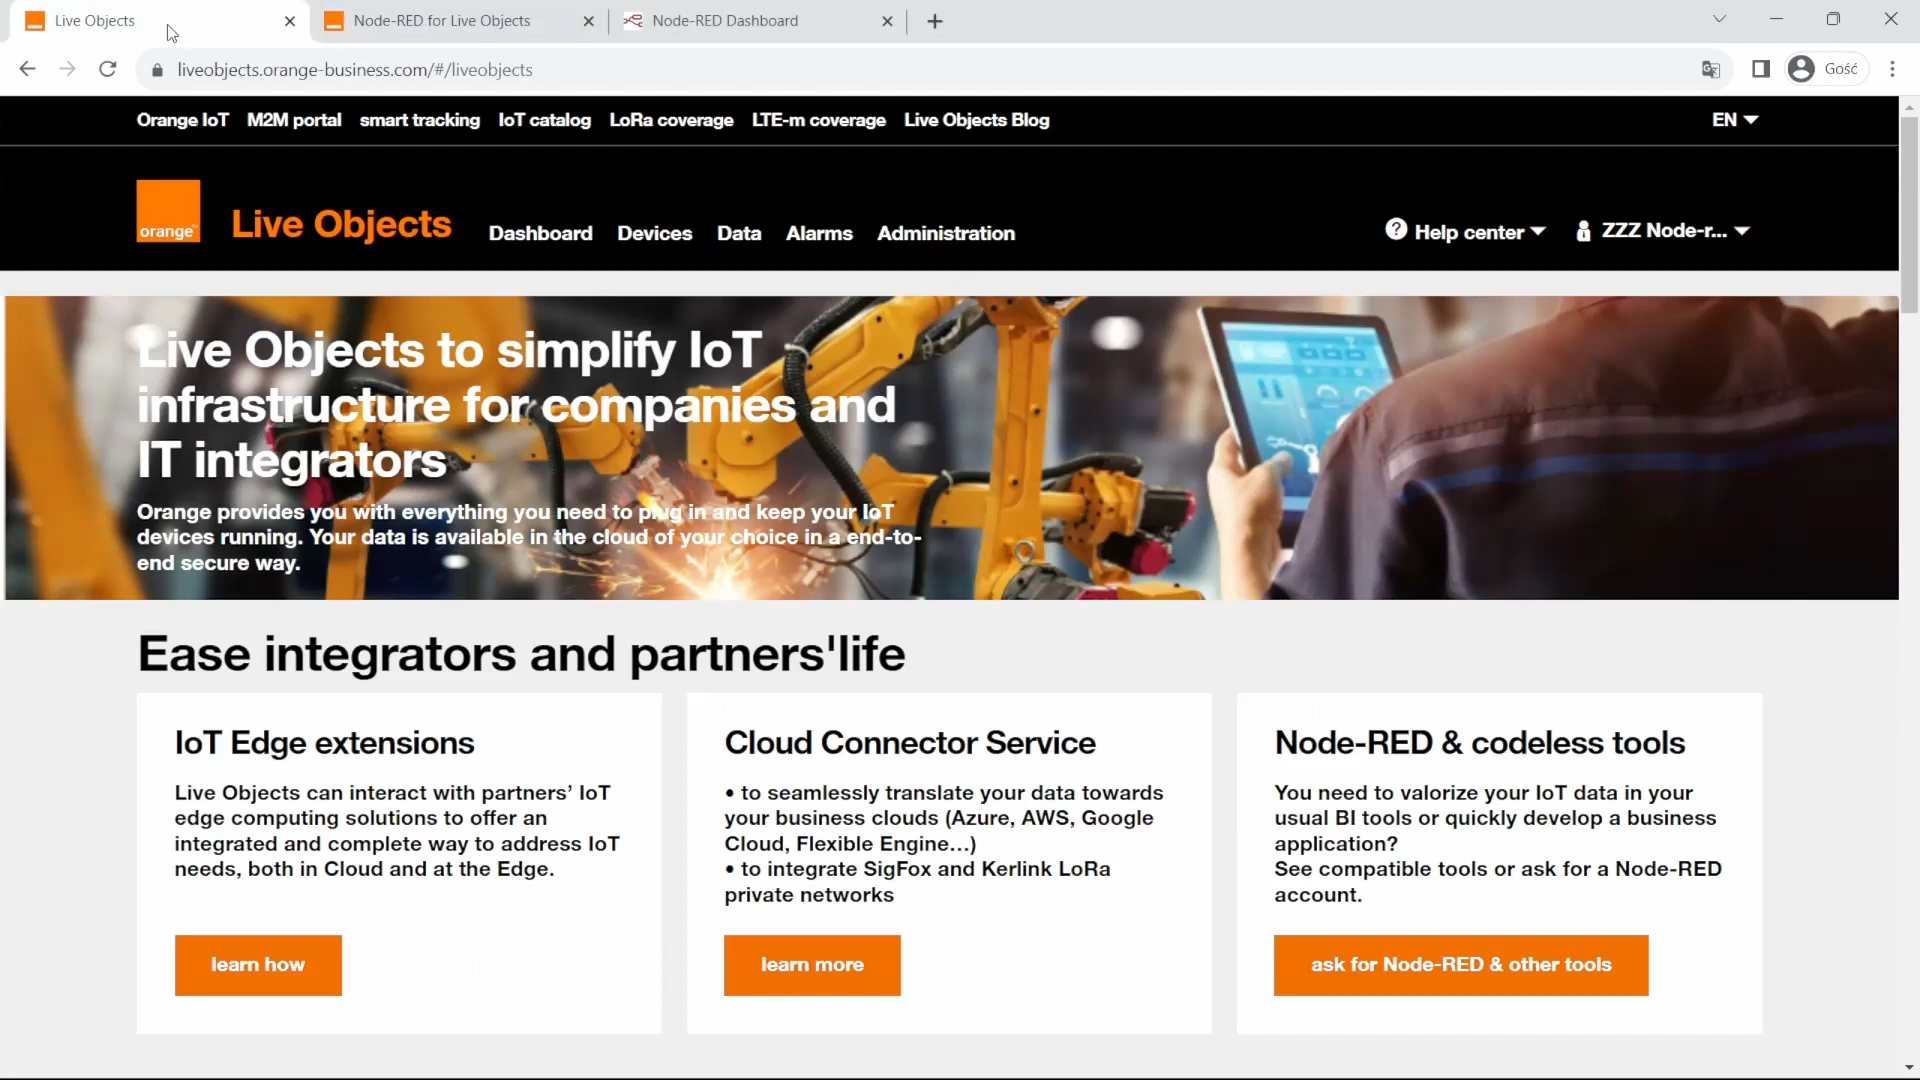 Live Objects
Node-RED for Live Objects
Node-RED Dashboard
liveobjects.orange-business.com/#/liveobjects
Gość
Orange IoT M2M portal smart tracking IoT catalog LoRa coverage LTE-m coverage Live Objects Blog
EN
orange™
Live Objects
Dashboard Devices Data Alarms Administration
? Help center
ZZZ Node-r...
Live Objects to simplify IoT
infrastructure for companies and
IT integrators
Orange provides you with everything you need to plug in and keep your IoT
devices running. Your data is available in the cloud of your choice in a end-to-
end secure way.
Ease integrators and partners'life
IoT Edge extensions
Live Objects can interact with partners’ IoT
edge computing solutions to offer an
integrated and complete way to address IoT
needs, both in Cloud and at the Edge.
learn how
Cloud Connector Service
• to seamlessly translate your data towards
your business clouds (Azure, AWS, Google
Cloud, Flexible Engine...)
• to integrate SigFox and Kerlink LoRa
private networks
learn more
Node-RED & codeless tools
You need to valorize your IoT data in your
usual BI tools or quickly develop a business
application?
See compatible tools or ask for a Node-RED
account.
ask for Node-RED & other tools